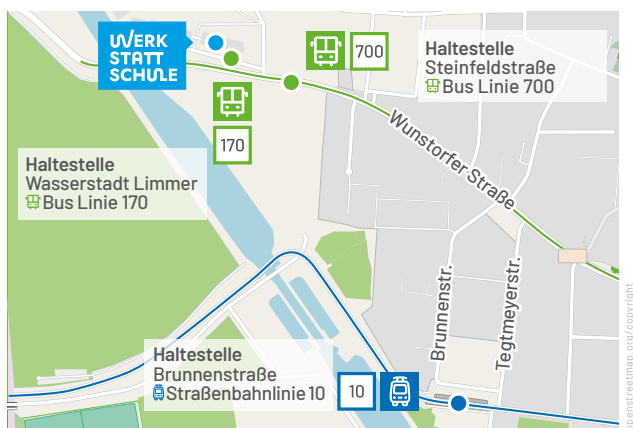 WERK
STATT
SCHULE
700
Haltestelle
Steinfeldstraße
Bus Linie 700
170
Wunstorfer Straße
Haltestelle
Wasserstadt Limmer
Bus Linie 170
Brunnenstr.
Tegtmeyerstr.
Haltestelle
Brunnenstraße
Straßenbahnlinie 10
10
penstreetmap.org/copyright